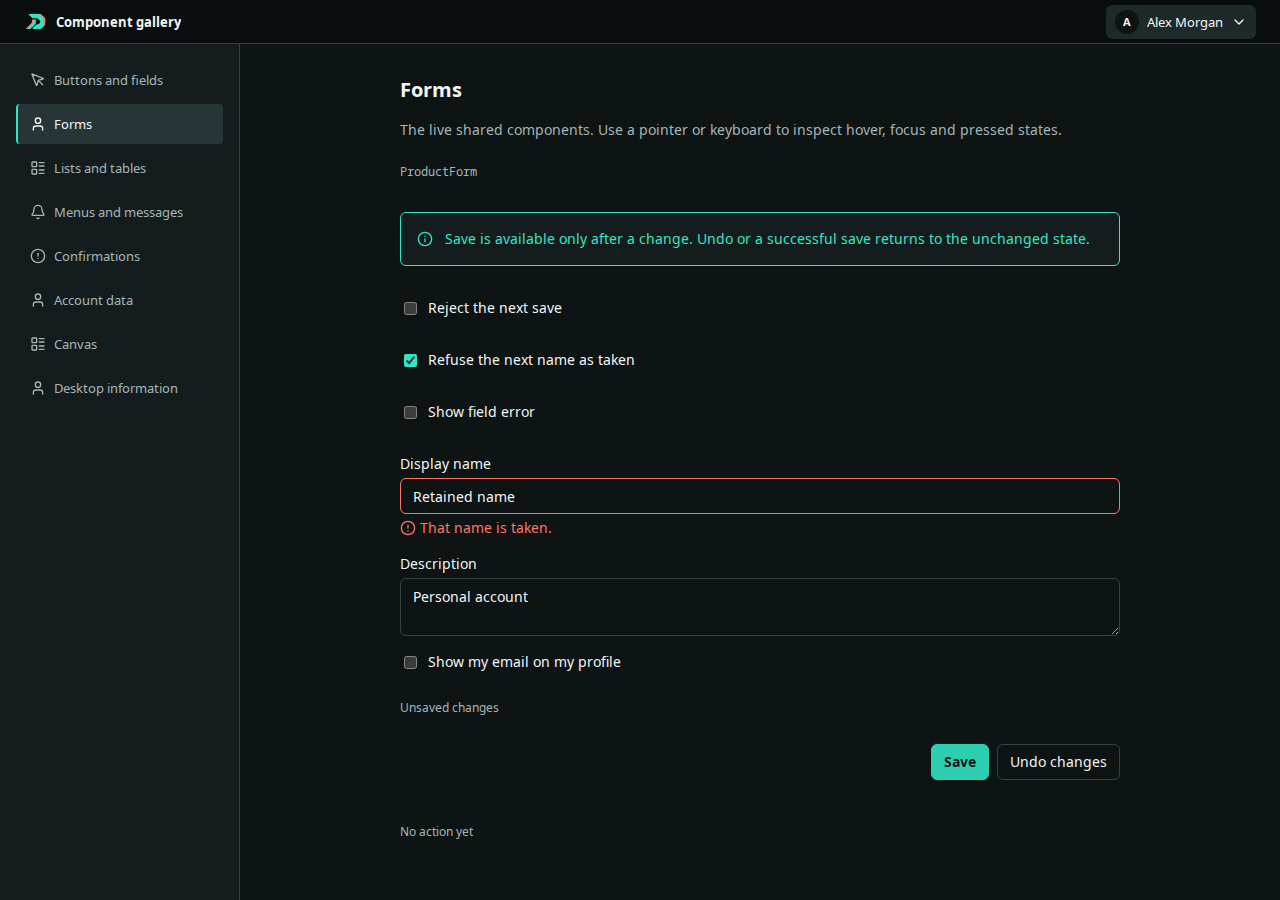 Component gallery
A
Alex Morgan
Buttons and fields
Forms
Lists and tables
Menus and messages
Confirmations
Account data
Canvas
Desktop information
Forms
The live shared components. Use a pointer or keyboard to inspect hover, focus and pressed states.
ProductForm
Save is available only after a change. Undo or a successful save returns to the unchanged state.
Reject the next save
Refuse the next name as taken
Show field error
Display name
Retained name
That name is taken.
Description
Personal account
Show my email on my profile
Unsaved changes
Save
Undo changes
No action yet